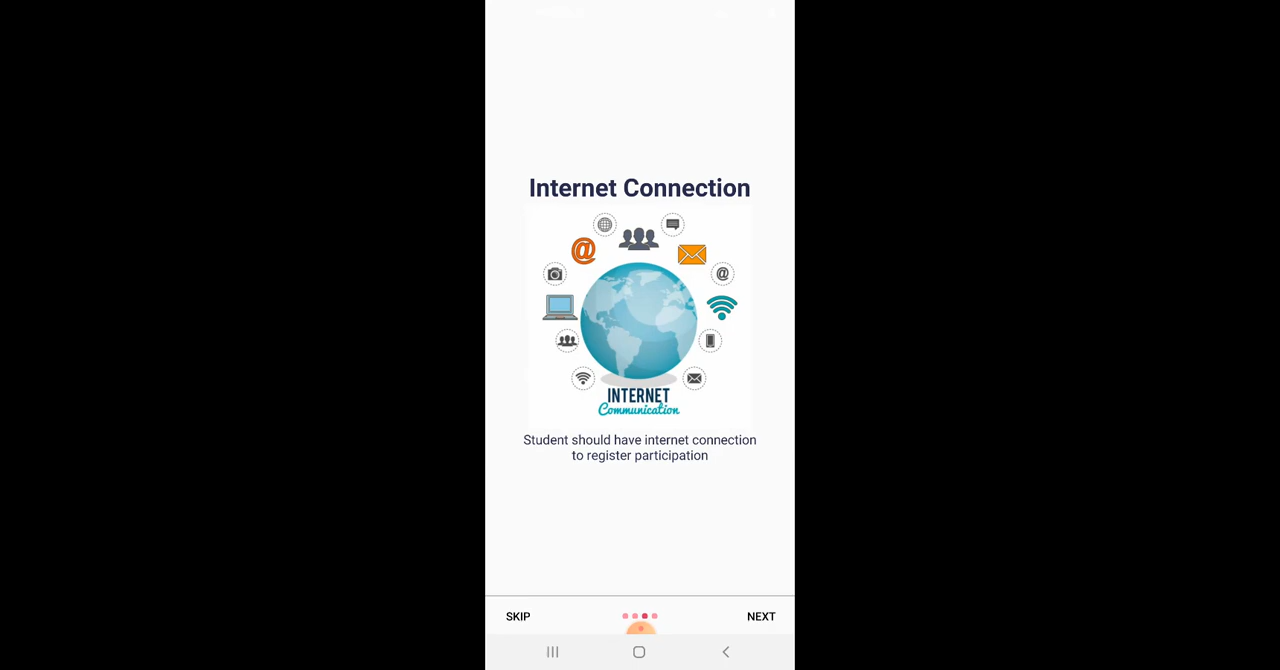 Internet Connection
@
@
INTERNET
Communication
Student should have internet connection
to register participation
SKIP
NEXT